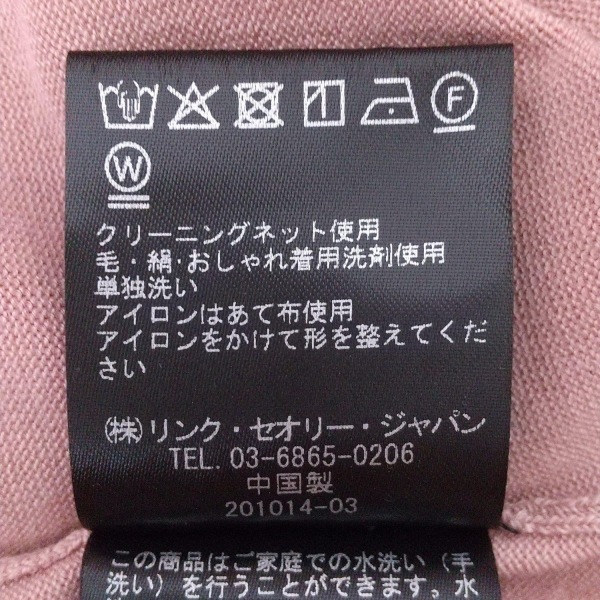 F
W
クリーニングネット使用
毛・絹・おしゃれ着用洗剤使用
単独洗い
アイロンはあて布使用
アイロンをかけて形を整えてくだ
さい
(株)リンク・セオリー・ジャパン
TEL. 03-6865-0206
中国製
201014-03
この商品はご家庭での水洗い（手
洗い）を行うことができます。水